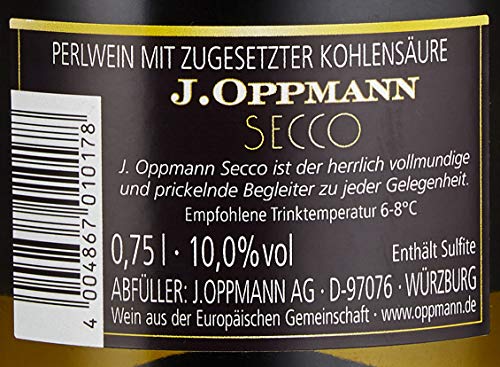 PERLWEIN MIT ZUGESETZTER KOHLENSÄURE
J.OPPMANN
SECCO
J. Oppmann Secco ist der herrlich vollmundige
und prickelnde Begleiter zu jeder Gelegenheit.
Empfohlene Trinktemperatur 6-8°C
0,75 l · 10,0% vol
Enthält Sulfite
ABFÜLLER: J.OPPMANN AG · D-97076 · WÜRZBURG
Wein aus der Europäischen Gemeinschaft · www.oppmann.de
4 004867 010178